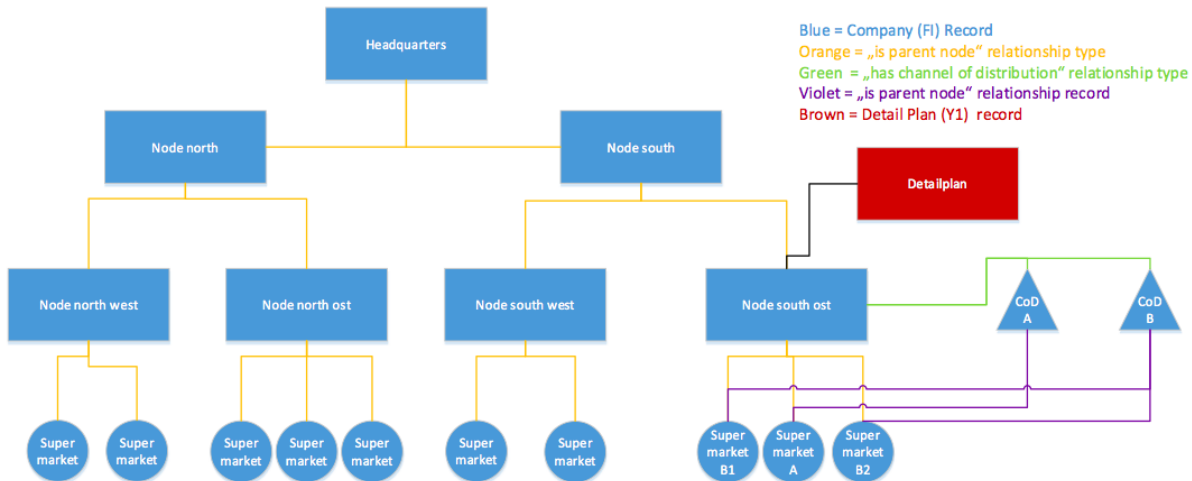 Headquarters
Blue = Company (FI) Record
Orange = „is parent node“ relationship type
Green  = „has channel of distribution“ relationship type
Violet = „is parent node“ relationship record
Brown = Detail Plan (Y1)  record
Node north
Node south
Detailplan
Node north west
Node north ost
Node south west
Node south ost
CoD
A
CoD
B
Super
market
Super
market
Super
market
Super
market
Super
market
Super
market
Super
market
Super
market
B1
Super
market
A
Super
market
B2